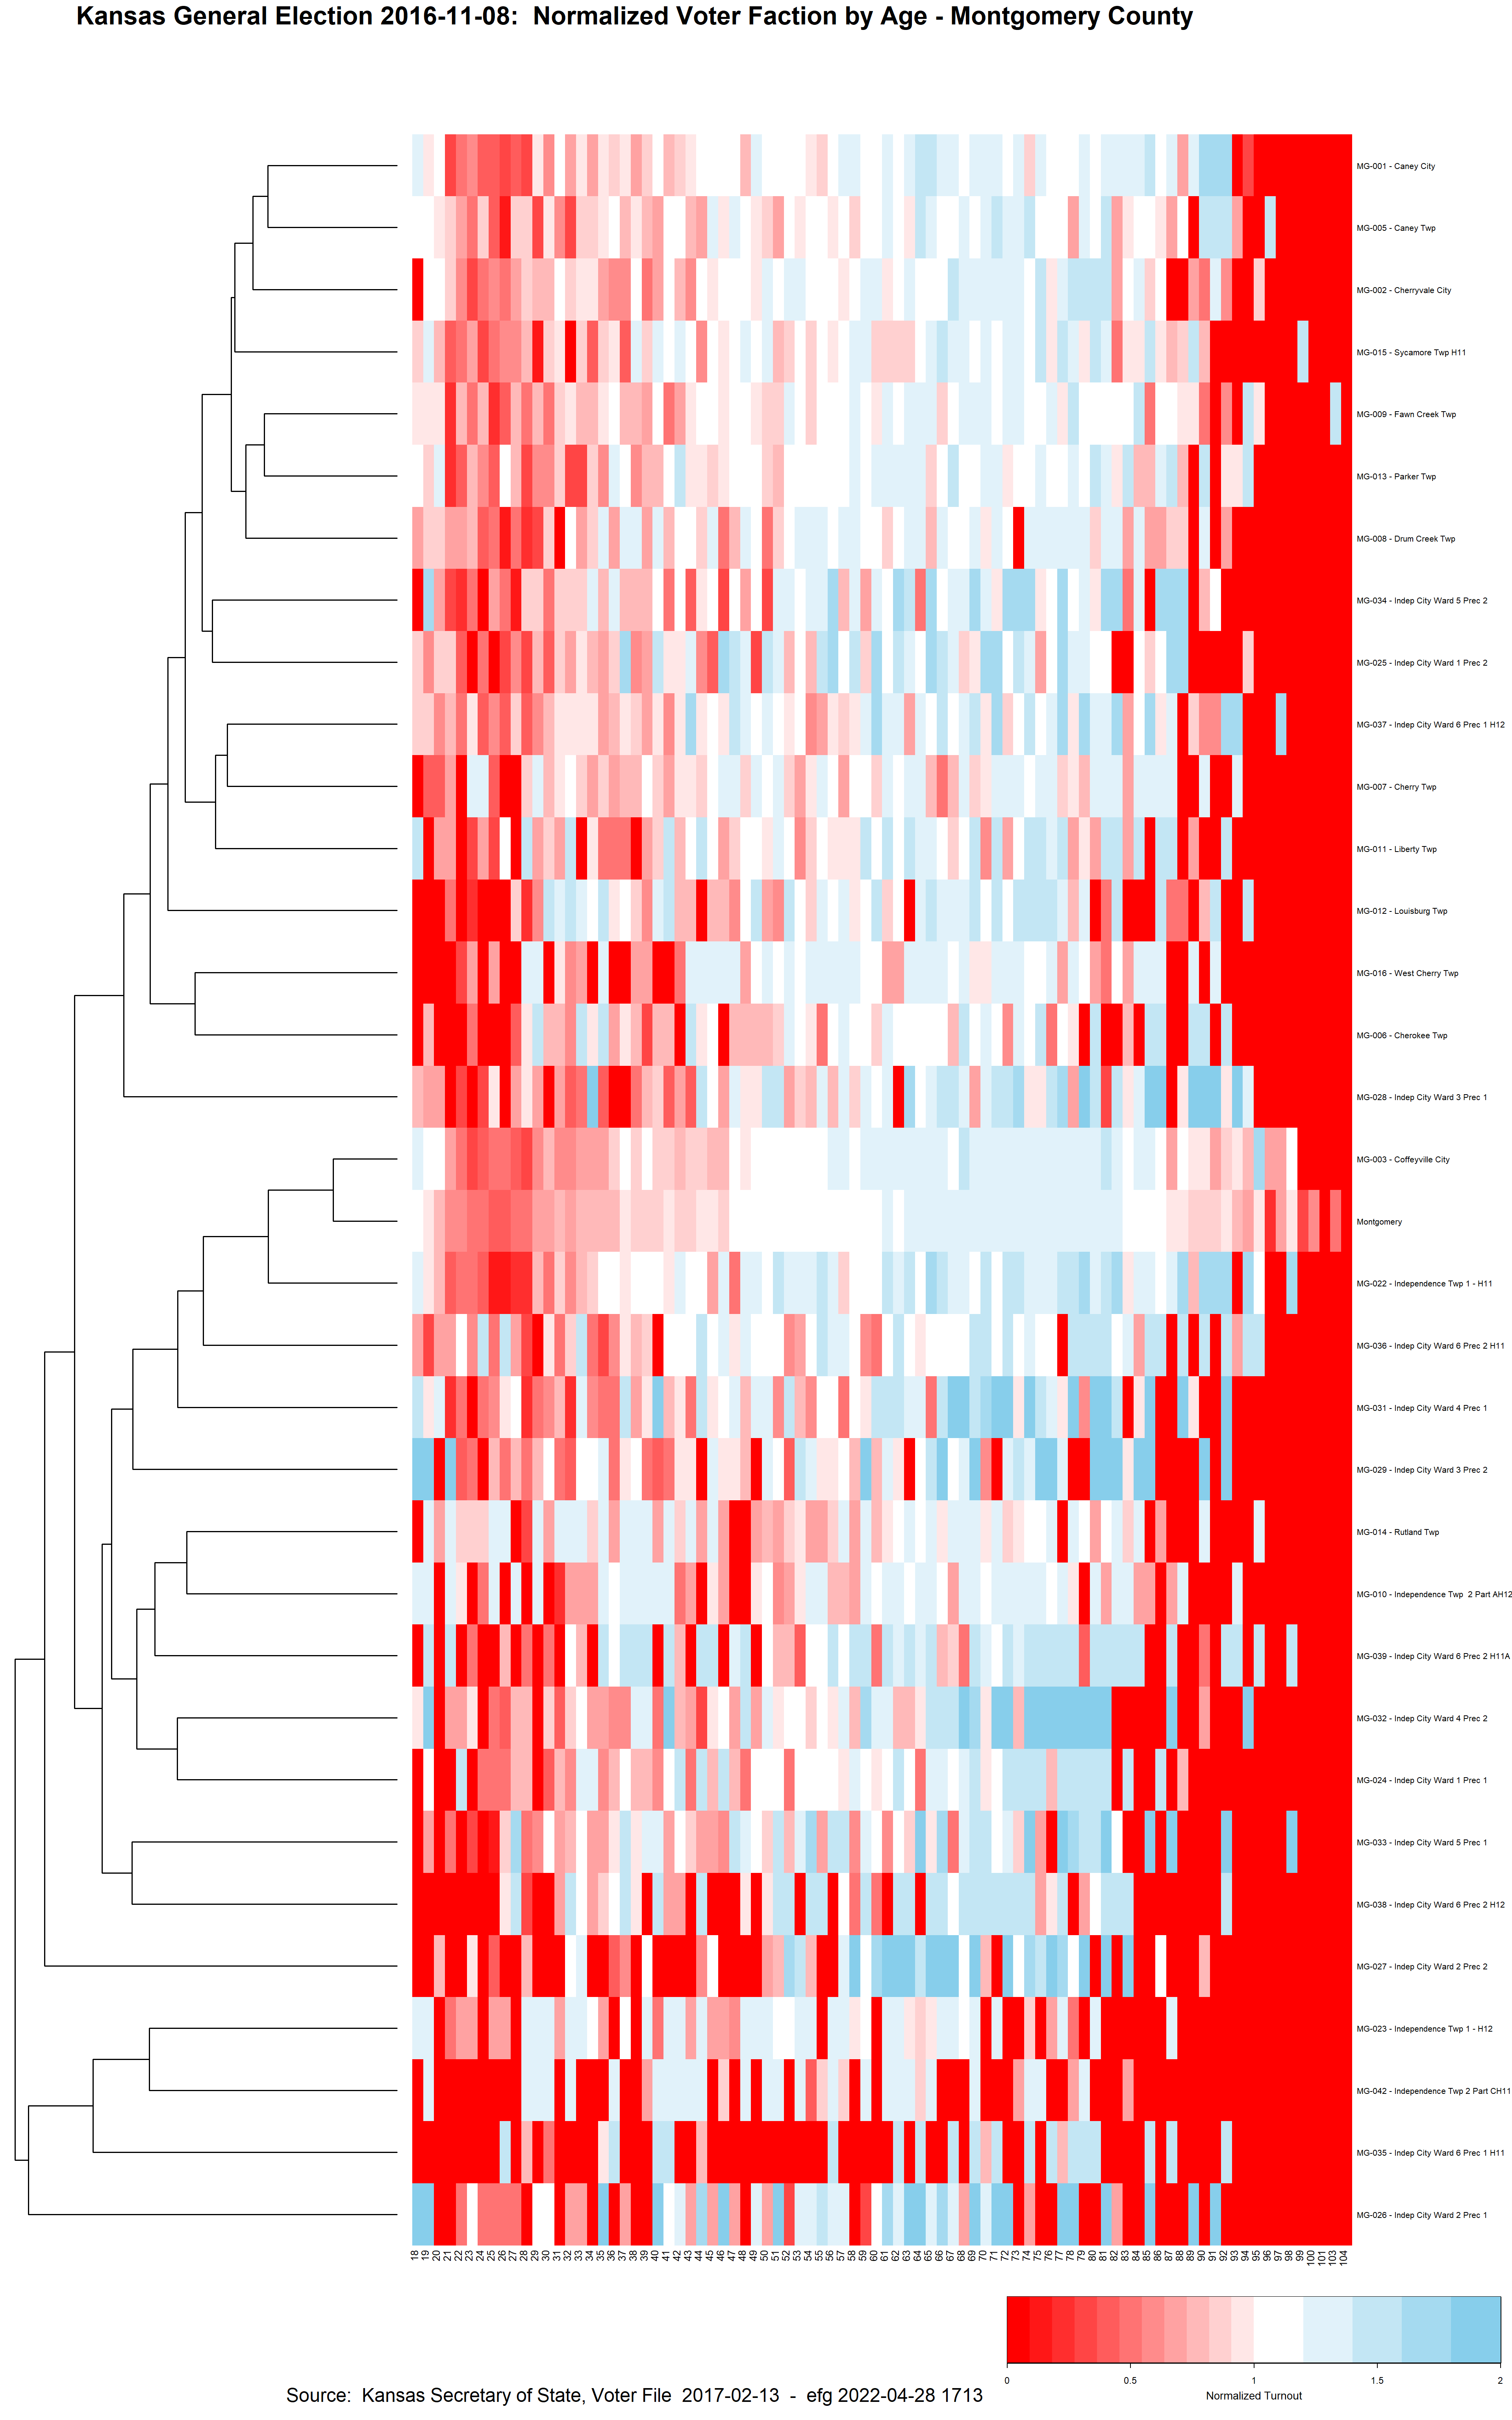 Kansas General Election 2016-11-08:  Normalized Voter Faction by Age - Montgomery County
MG-001 - Caney City
MG-005 - Caney Twp
MG-002 - Cherryvale City
MG-015 - Sycamore Twp H11
MG-009 - Fawn Creek Twp
MG-013 - Parker Twp
MG-008 - Drum Creek Twp
MG-034 - Indep City Ward 5 Prec 2
MG-025 - Indep City Ward 1 Prec 2
MG-037 - Indep City Ward 6 Prec 1 H12
MG-007 - Cherry Twp
MG-011 - Liberty Twp
MG-012 - Louisburg Twp
MG-016 - West Cherry Twp
MG-006 - Cherokee Twp
MG-028 - Indep City Ward 3 Prec 1
MG-003 - Coffeyville City
Montgomery
MG-022 - Independence Twp 1 - H11
MG-036 - Indep City Ward 6 Prec 2 H11
MG-031 - Indep City Ward 4 Prec 1
MG-029 - Indep City Ward 3 Prec 2
MG-014 - Rutland Twp
MG-010 - Independence Twp  2 Part AH12
MG-039 - Indep City Ward 6 Prec 2 H11A
MG-032 - Indep City Ward 4 Prec 2
MG-024 - Indep City Ward 1 Prec 1
MG-033 - Indep City Ward 5 Prec 1
MG-038 - Indep City Ward 6 Prec 2 H12
MG-027 - Indep City Ward 2 Prec 2
MG-023 - Independence Twp 1 - H12
MG-042 - Independence Twp 2 Part CH11
MG-035 - Indep City Ward 6 Prec 1 H11
MG-026 - Indep City Ward 2 Prec 1
18 19 20 21 22 23 24 25 26 27 28 29 30 31 32 33 34 35 36 37 38 39 40 41 42 43 44 45 46 47 48 49 50 51 52 53 54 55 56 57 58 59 60 61 62 63 64 65 66 67 68 69 70 71 72 73 74 75 76 77 78 79 80 81 82 83 84 85 86 87 88 89 90 91 92 93 94 95 96 97 98 99 100 101 103 104
0 0.5 1 1.5 2
Normalized Turnout
Source:  Kansas Secretary of State, Voter File  2017-02-13  -  efg 2022-04-28 1713